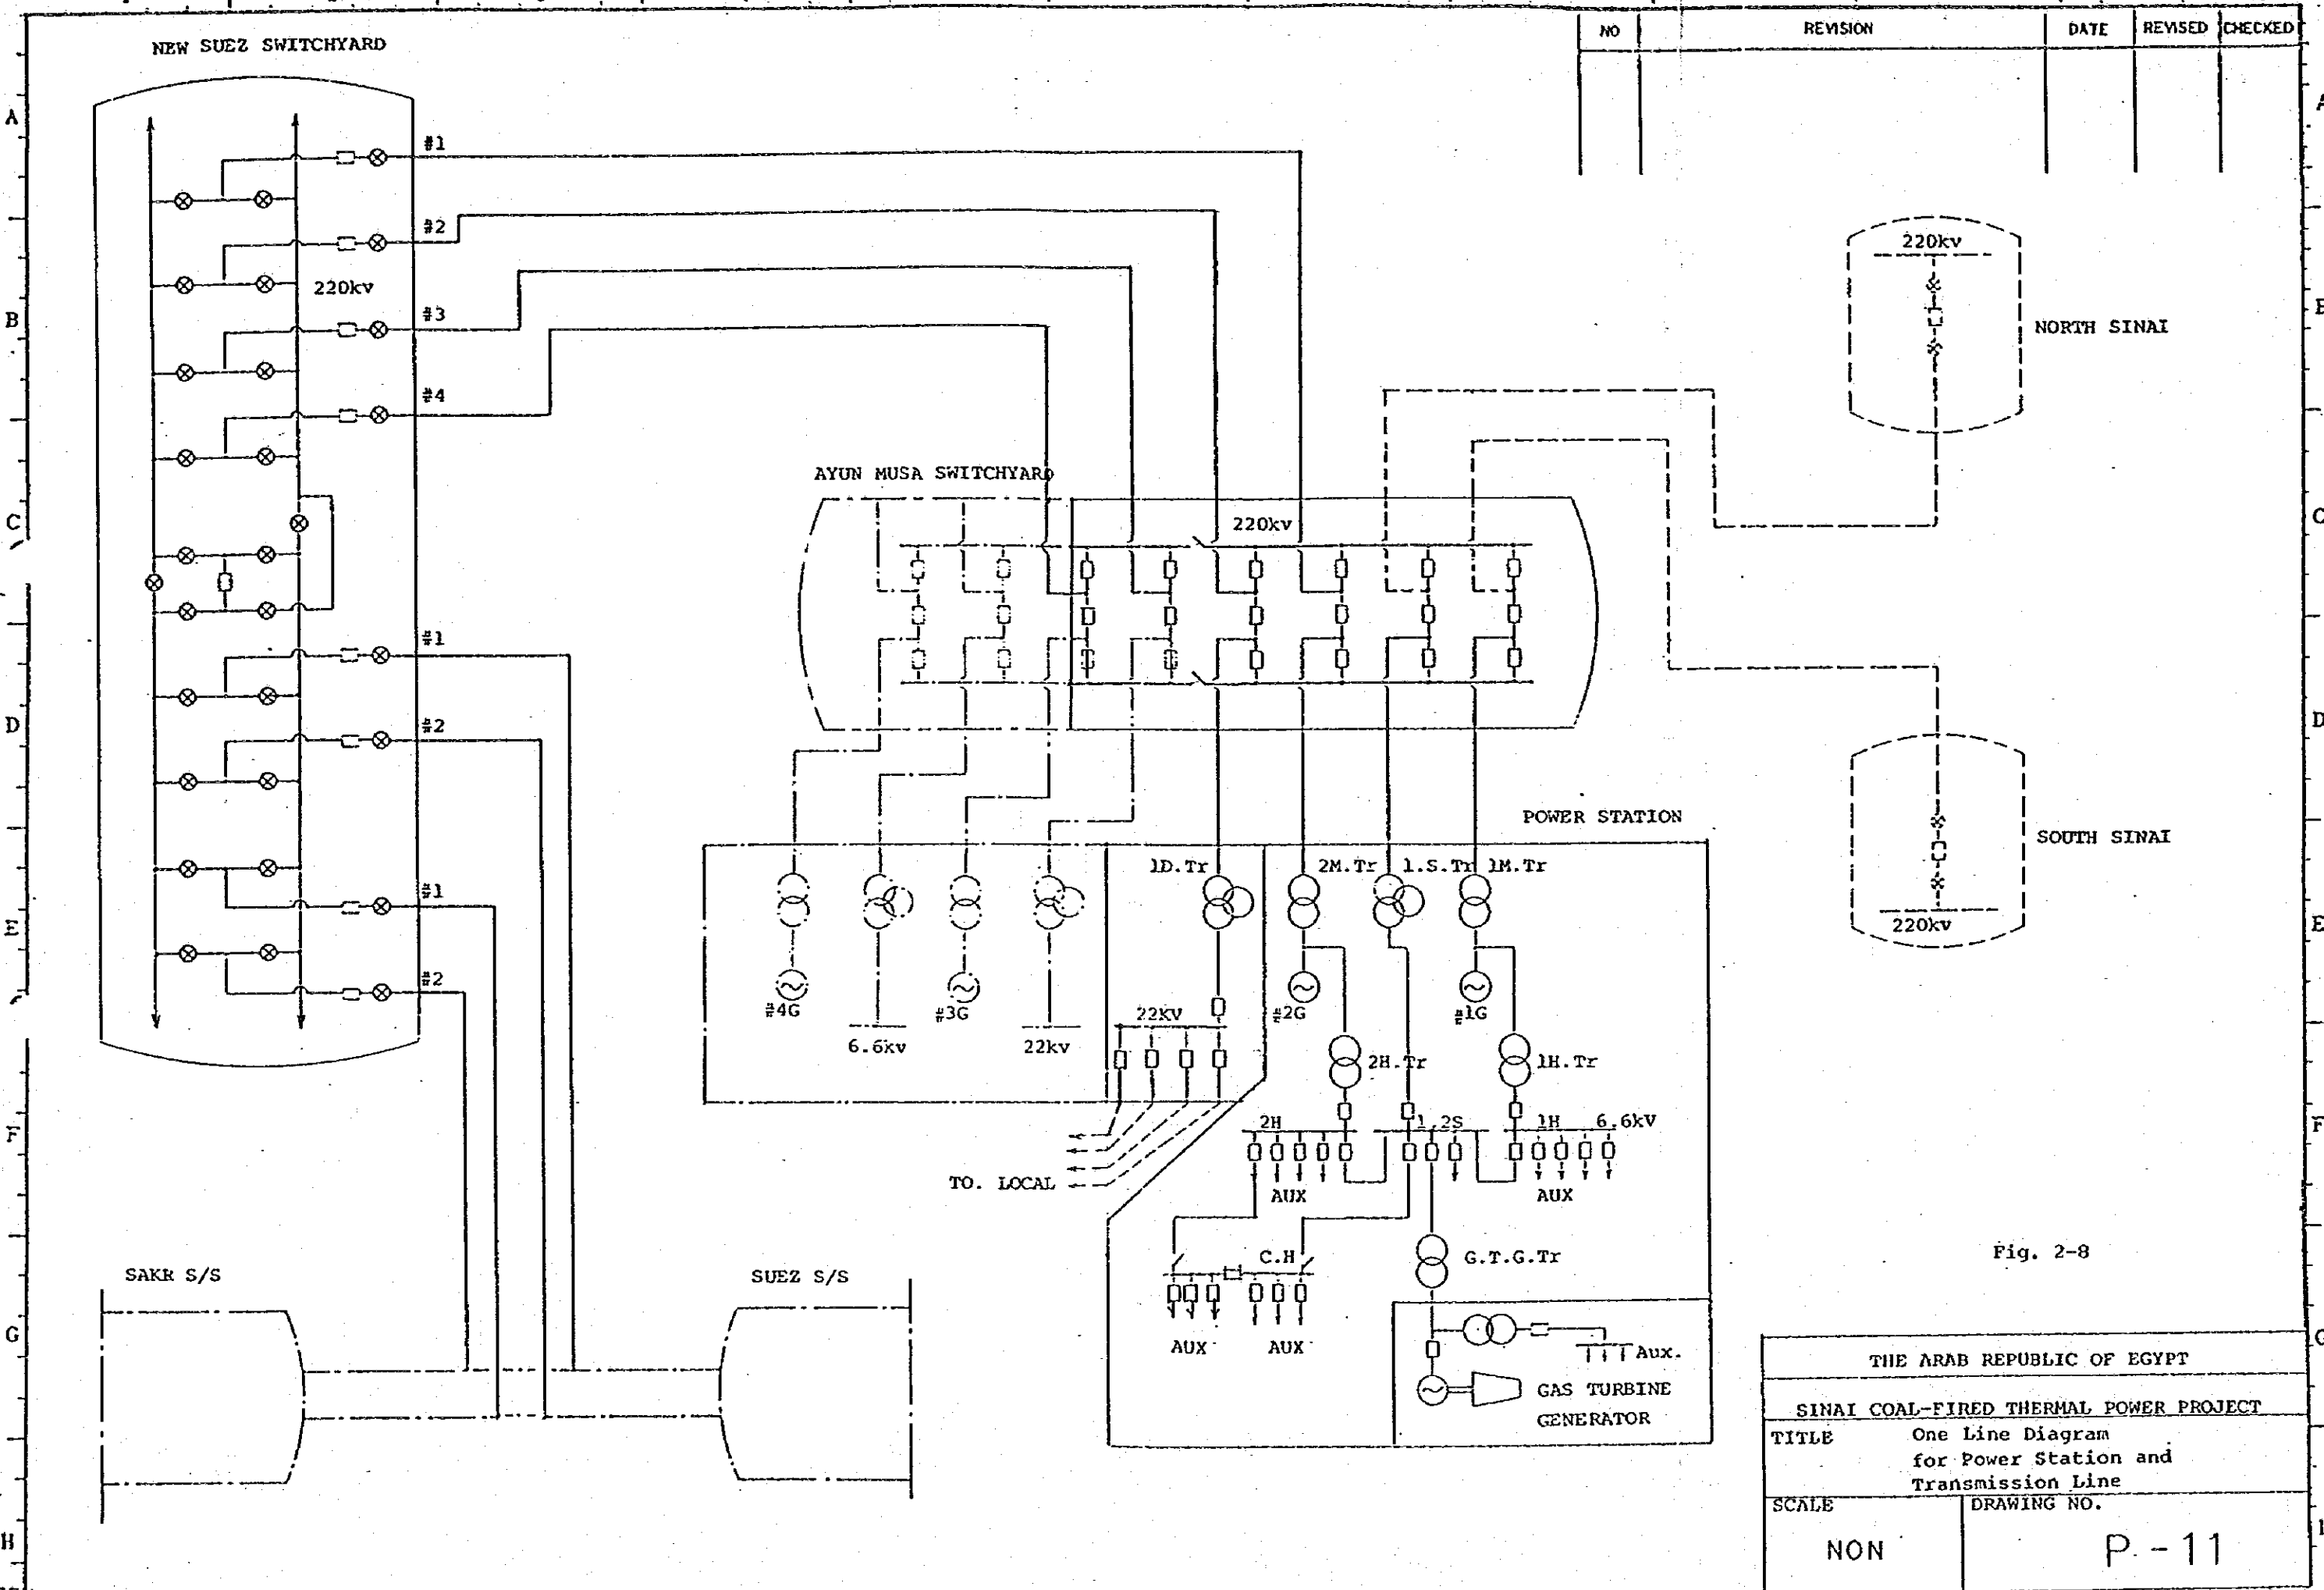 NEW SUEZ SWITCHYARD
NO REVISION DATE REVISED CHECKED
A
A
#1
#2
220kv
220kv
B
B
#3
NORTH SINAI
#4
AYUN MUSA SWITCHYARD
C
C
220kv
#1
D
D
#2
POWER STATION
SOUTH SINAI
1D.Tr 2M.Tr 1.S.Tr 1M.Tr
#1
E
E
220kv
#2
#4G #3G 22kV #2G #1G
6.6kv 22kv
2H.Tr 1H.Tr
F
F
2H 1,2S 1H 6.6kV
TO. LOCAL
AUX AUX
C.H G.T.G.Tr
Fig. 2-8
SAKR S/S SUEZ S/S
G
G
AUX AUX Aux.
GAS TURBINE
GENERATOR
THE ARAB REPUBLIC OF EGYPT
SINAI COAL-FIRED THERMAL POWER PROJECT
TITLE One Line Diagram
for Power Station and
Transmission Line
SCALE DRAWING NO.
H
H
NON P-11